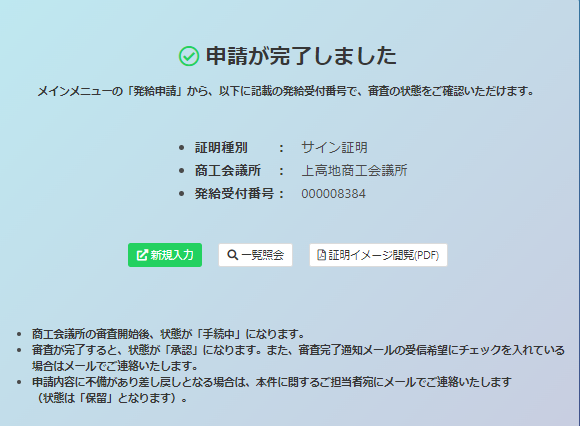 申請が完了しました
メインメニューの「発給申請」から、以下に記載の発給受付番号で、審査の状態をご確認いただけます。
• 証明種別 ： サイン証明
• 商工会議所 ： 上高地商工会議所
• 発給受付番号 ： 000008384
新規入力 一覧照会 証明イメージ閲覧(PDF)
• 商工会議所の審査開始後、状態が「手続中」になります。
• 審査が完了すると、状態が「承認」になります。また、審査完了通知メールの受信希望にチェックを入れている
場合はメールでご連絡いたします。
• 申請内容に不備があり差し戻しとなる場合は、本件に関するご担当者宛にメールでご連絡いたします
（状態は「保留」となります）。